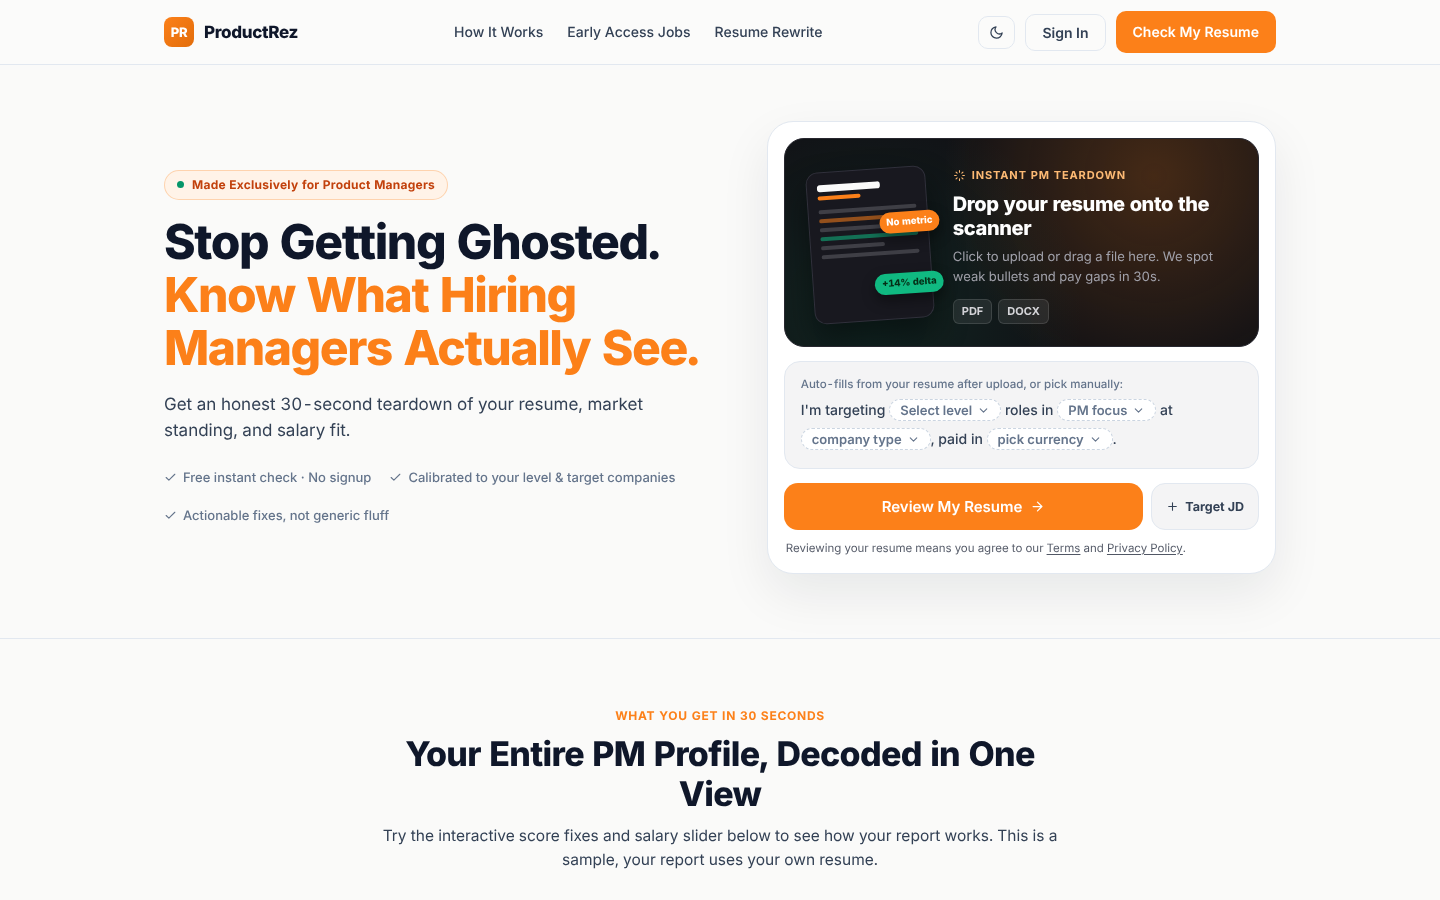 PR ProductRez
How It Works Early Access Jobs Resume Rewrite
Sign In
Check My Resume
Made Exclusively for Product Managers
Stop Getting Ghosted.
Know What Hiring
Managers Actually See.
Get an honest 30-second teardown of your resume, market
standing, and salary fit.
Free instant check · No signup
Calibrated to your level & target companies
Actionable fixes, not generic fluff
No metric
+14% delta
INSTANT PM TEARDOWN
Drop your resume onto the
scanner
Click to upload or drag a file here. We spot
weak bullets and pay gaps in 30s.
PDF DOCX
Auto-fills from your resume after upload, or pick manually:
I'm targeting Select level roles in PM focus at
company type , paid in pick currency .
Review My Resume
Target JD
Reviewing your resume means you agree to our Terms and Privacy Policy.
WHAT YOU GET IN 30 SECONDS
Your Entire PM Profile, Decoded in One
View
Try the interactive score fixes and salary slider below to see how your report works. This is a
sample, your report uses your own resume.